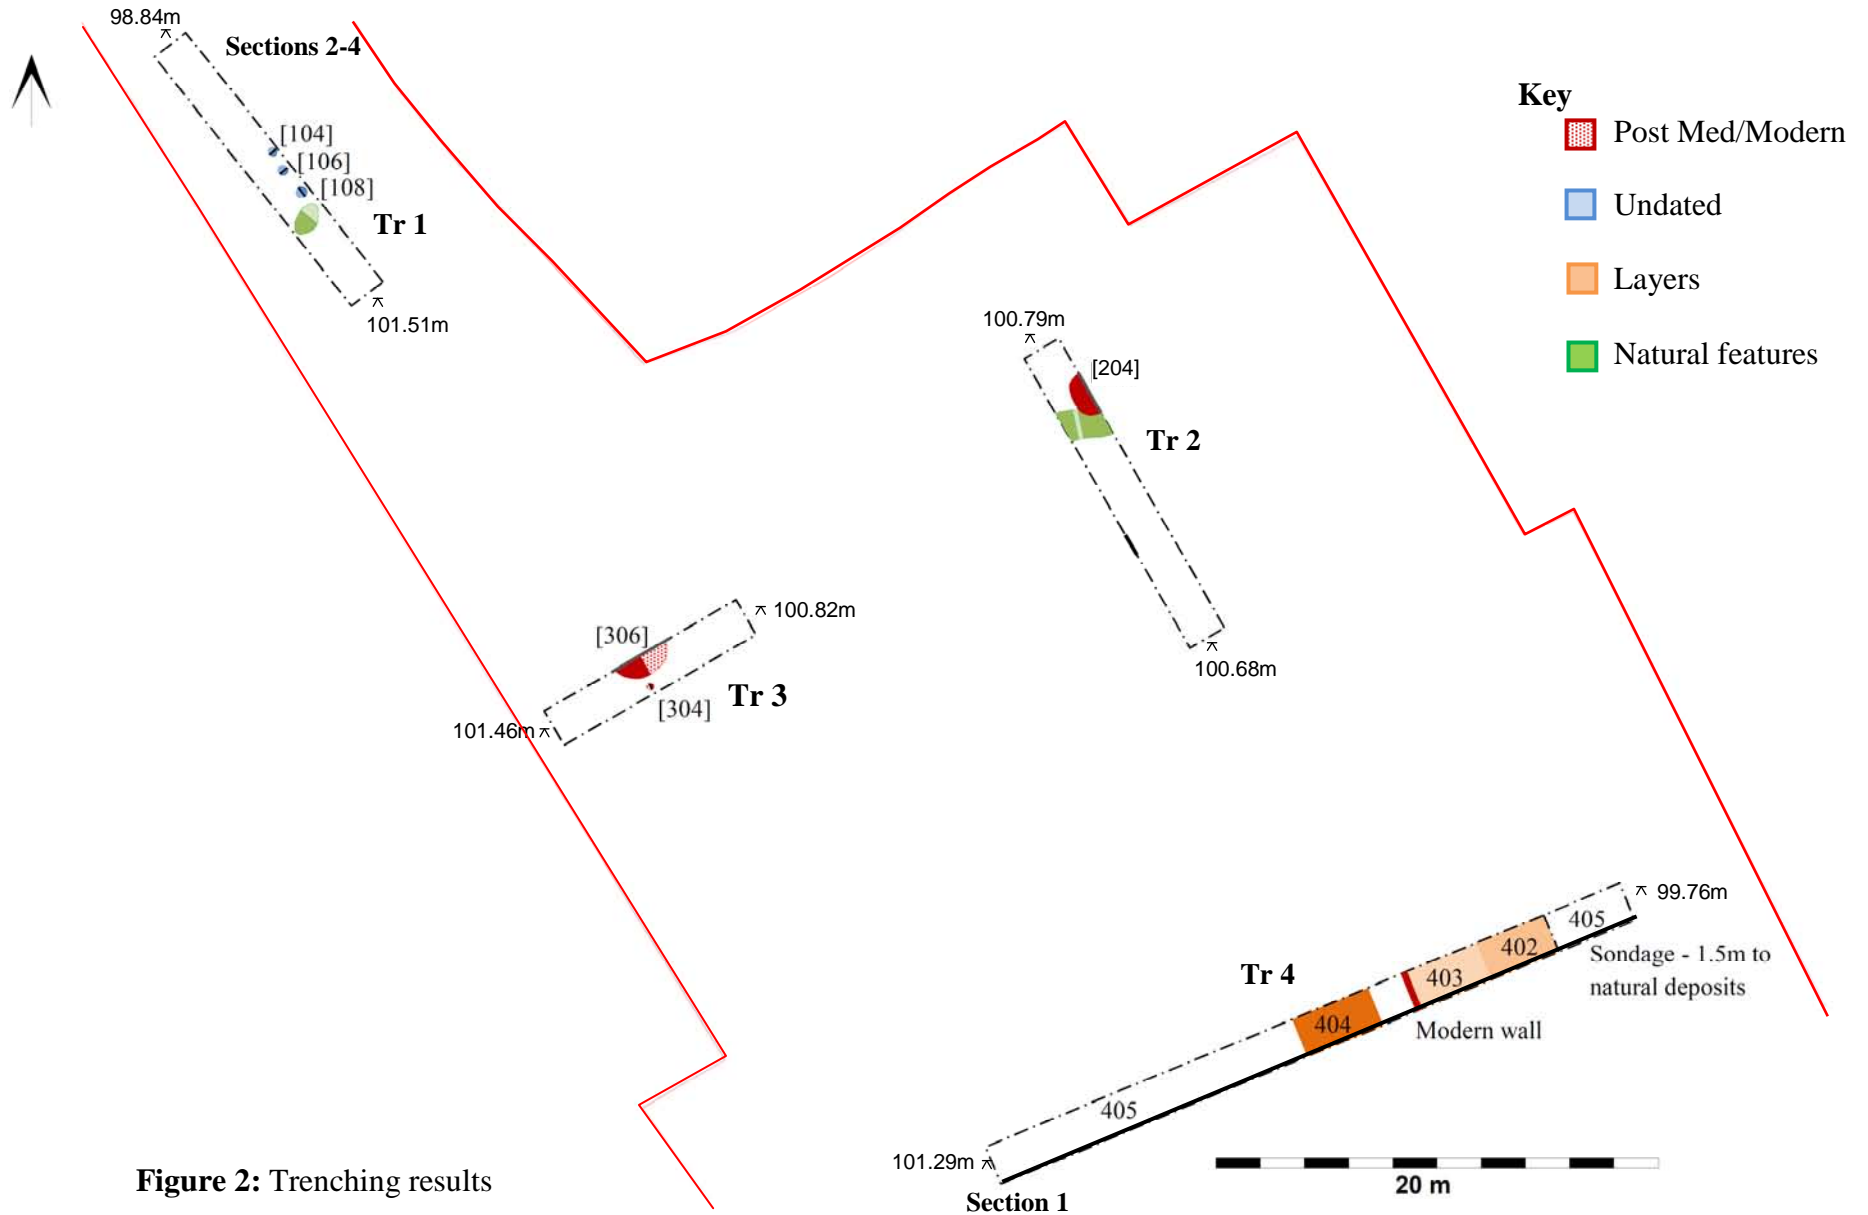 98.84m
Sections 2-4
[104]
[106]
[108]
Tr 1
101.51m
Key
Post Med/Modern
Undated
Layers
Natural features
100.79m
[204]
Tr 2
100.68m
[306]
100.82m
Tr 3
[304]
101.46m
99.76m
405
402
Sondage - 1.5m to
natural deposits
403
Tr 4
404
Modern wall
405
101.29m
Section 1
20 m
Figure 2: Trenching results